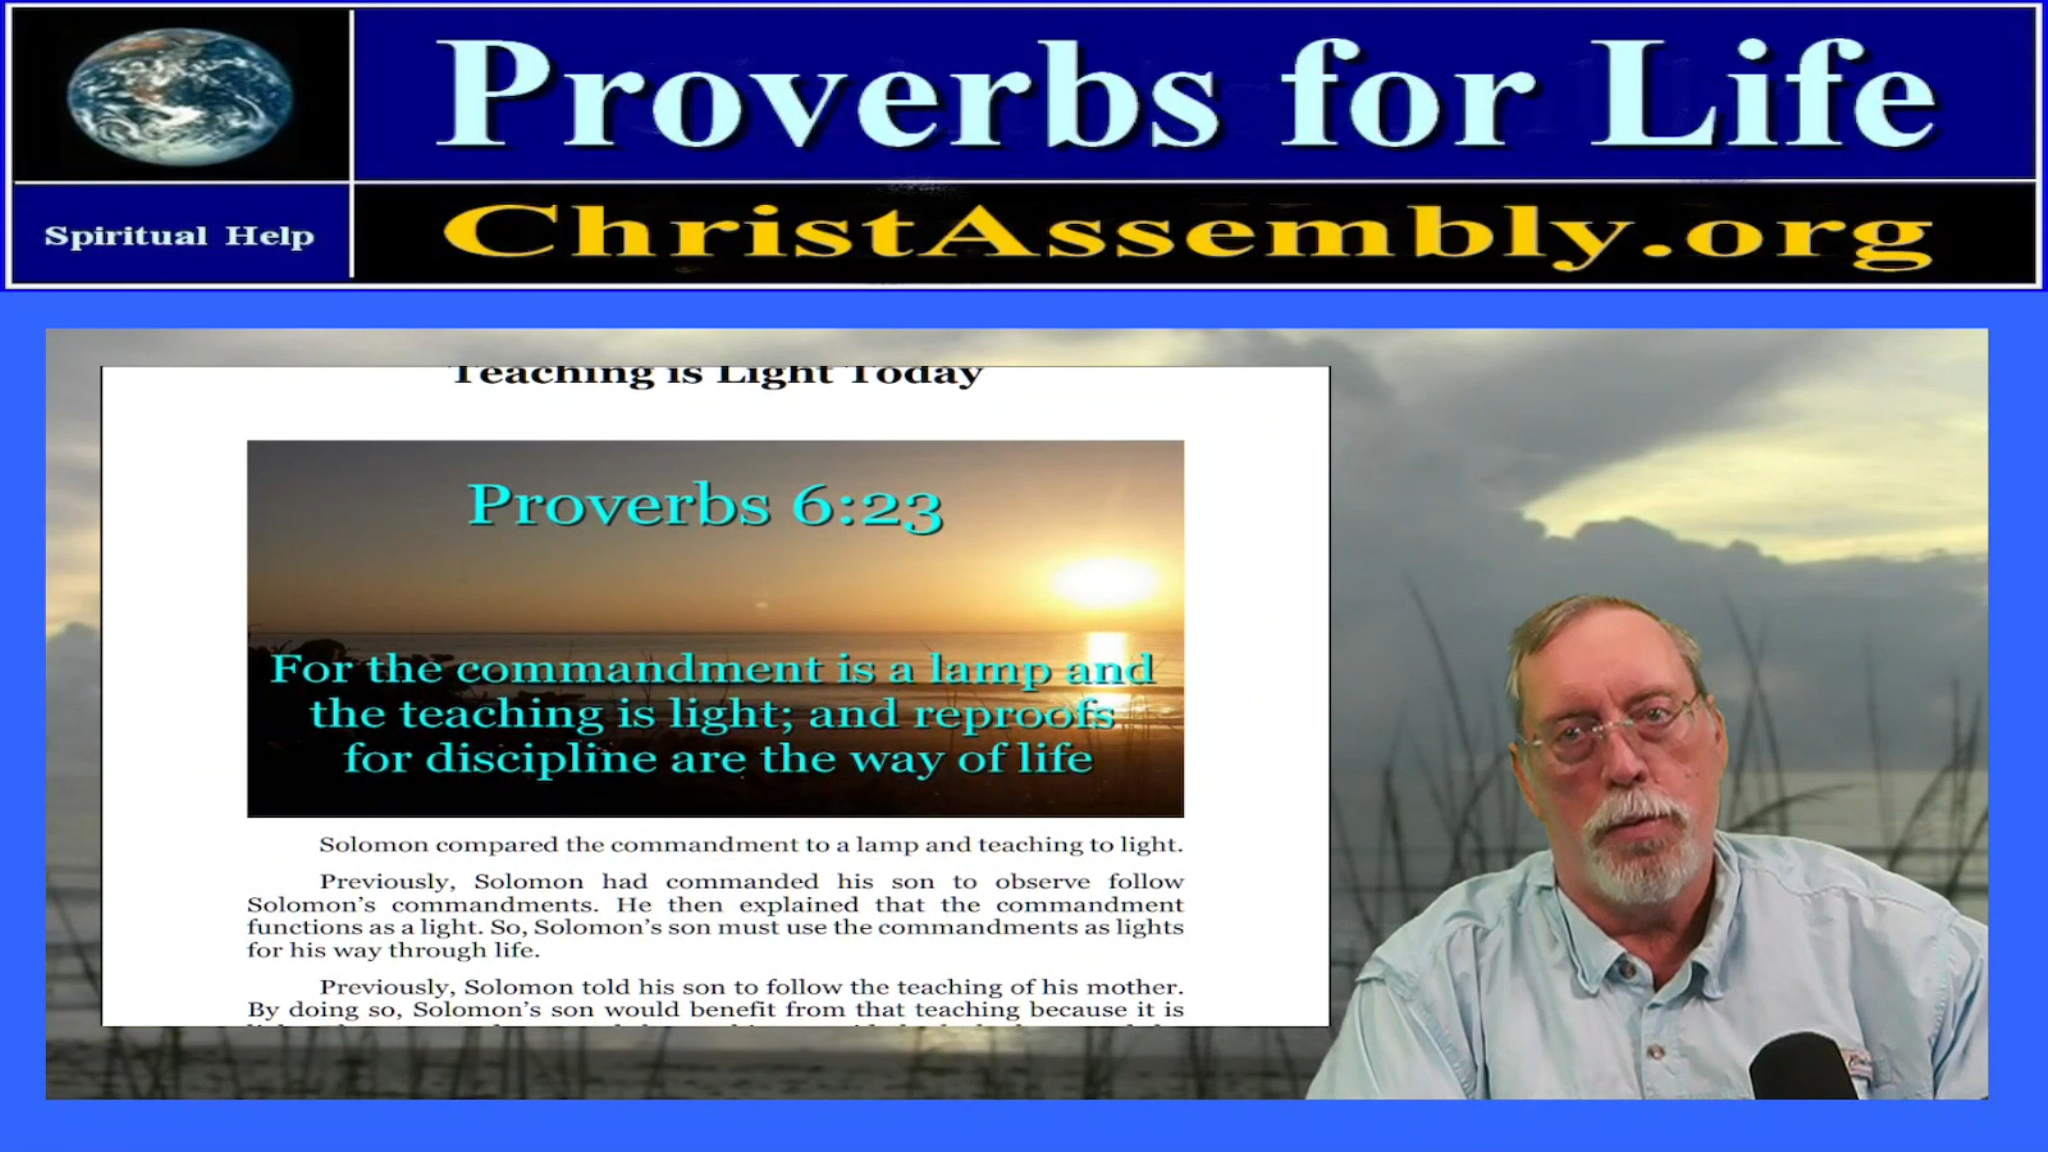 Proverbs for Life
Spiritual Help
ChristAssembly.org
Teaching is Light Today
Proverbs 6:23
For the commandment is a lamp and
the teaching is light; and reproofs
for discipline are the way of life
Solomon compared the commandment to a lamp and teaching to light.
Previously, Solomon had commanded his son to observe follow
Solomon's commandments. He then explained that the commandment
functions as a light. So, Solomon's son must use the commandments as lights
for his way through life.
Previously, Solomon told his son to follow the teaching of his mother.
By doing so, Solomon's son would benefit from that teaching because it is